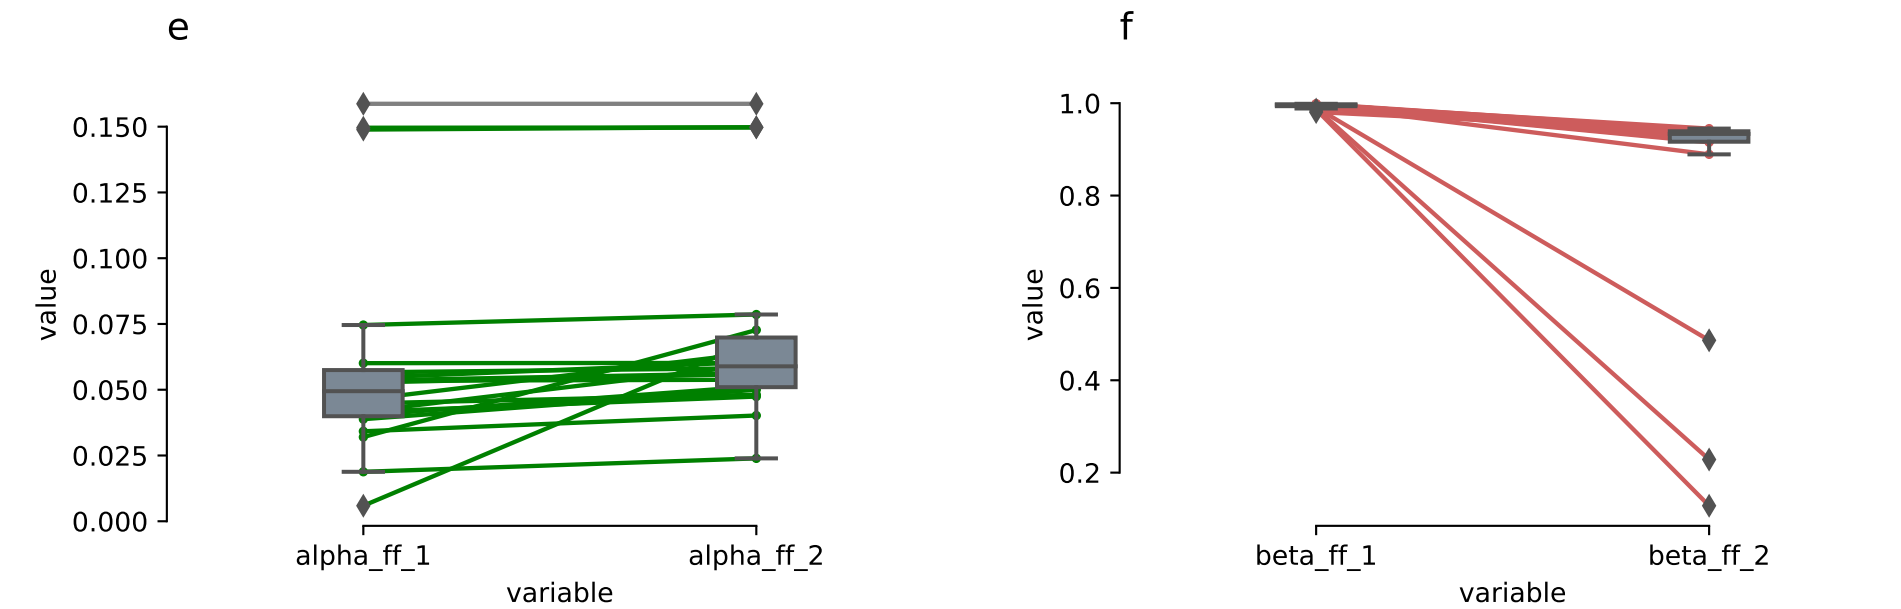 e
0.150
0.125
0.100
0.075
0.050
0.025
0.000
value
alpha_ff_1
alpha_ff_2
variable
f
1.0
0.8
0.6
0.4
0.2
value
beta_ff_1
beta_ff_2
variable